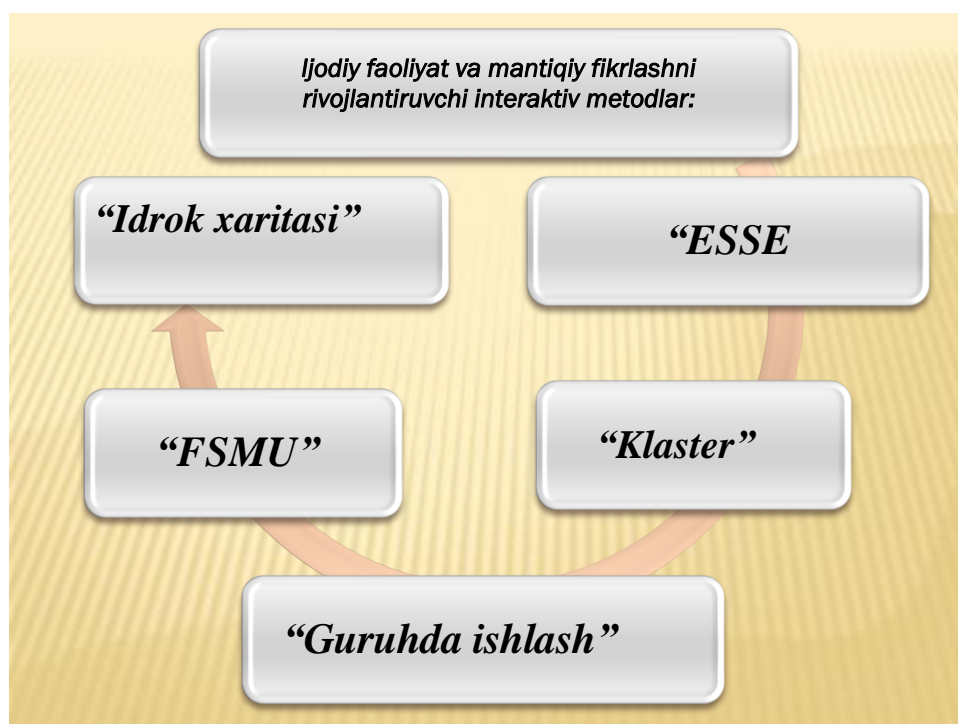 Ijodiy faoliyat va mantiqiy fikrlashni
rivojlantiruvchi interaktiv metodlar:
“Idrok xaritasi”
“ESSE
“FSMU”
“Klaster”
“Guruhda ishlash”